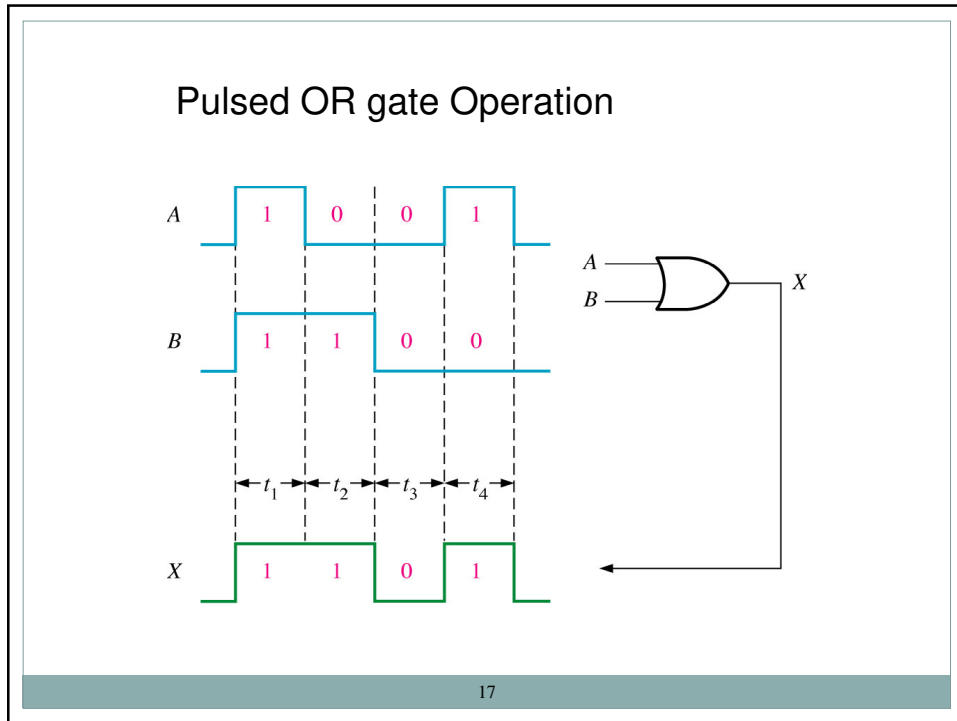 Pulsed OR gate Operation
A 1 0 0 1
A
B X
B 1 1 0 0
t1 t2 t3 t4
X 1 1 0 1
17